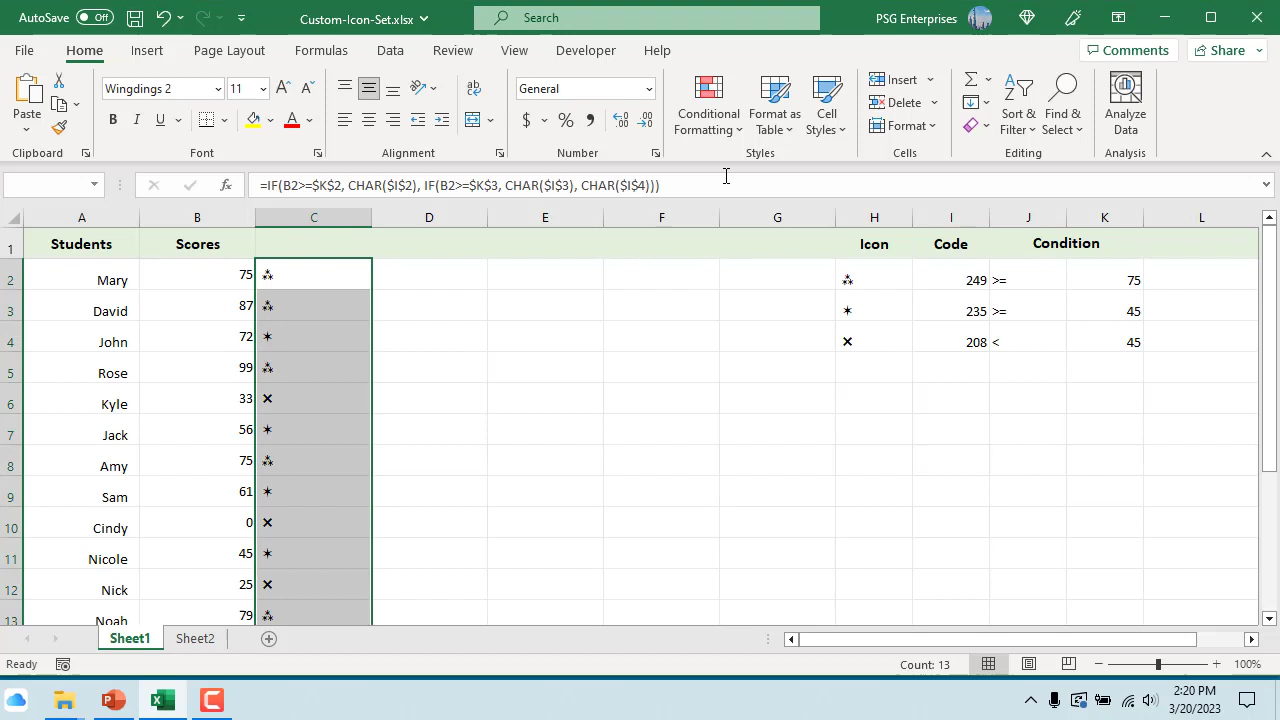 AutoSave Off Custom-Icon-Set.xlsx Search PSG Enterprises
File Home Insert Page Layout Formulas Data Review View Developer Help Comments Share
Paste
Clipboard
Wingdings 2 11
B I U
Font
Alignment
General
$ % 9
Number
Conditional Formatting
Format as Table
Cell Styles
Styles
Insert
Delete
Format
Cells
Sort & Filter
Find & Select
Editing
Analyze Data
Analysis
fx =IF(B2>=$K$2, CHAR($I$2), IF(B2>=$K$3, CHAR($I$3), CHAR($I$4)))
A B C D E F G H I J K L
1 Students Scores Icon Code Condition
2 Mary 75 ⁂ ⁂ 249 >= 75
3 David 87 ⁂ ✶ 235 >= 45
4 John 72 ✶ × 208 < 45
5 Rose 99 ⁂
6 Kyle 33 ×
7 Jack 56 ✶
8 Amy 75 ⁂
9 Sam 61 ✶
10 Cindy 0 ×
11 Nicole 45 ✶
12 Nick 25 ×
13 Noah 79 ⁂
Sheet1 Sheet2
Ready Count: 13 100%
2:20 PM
3/20/2023